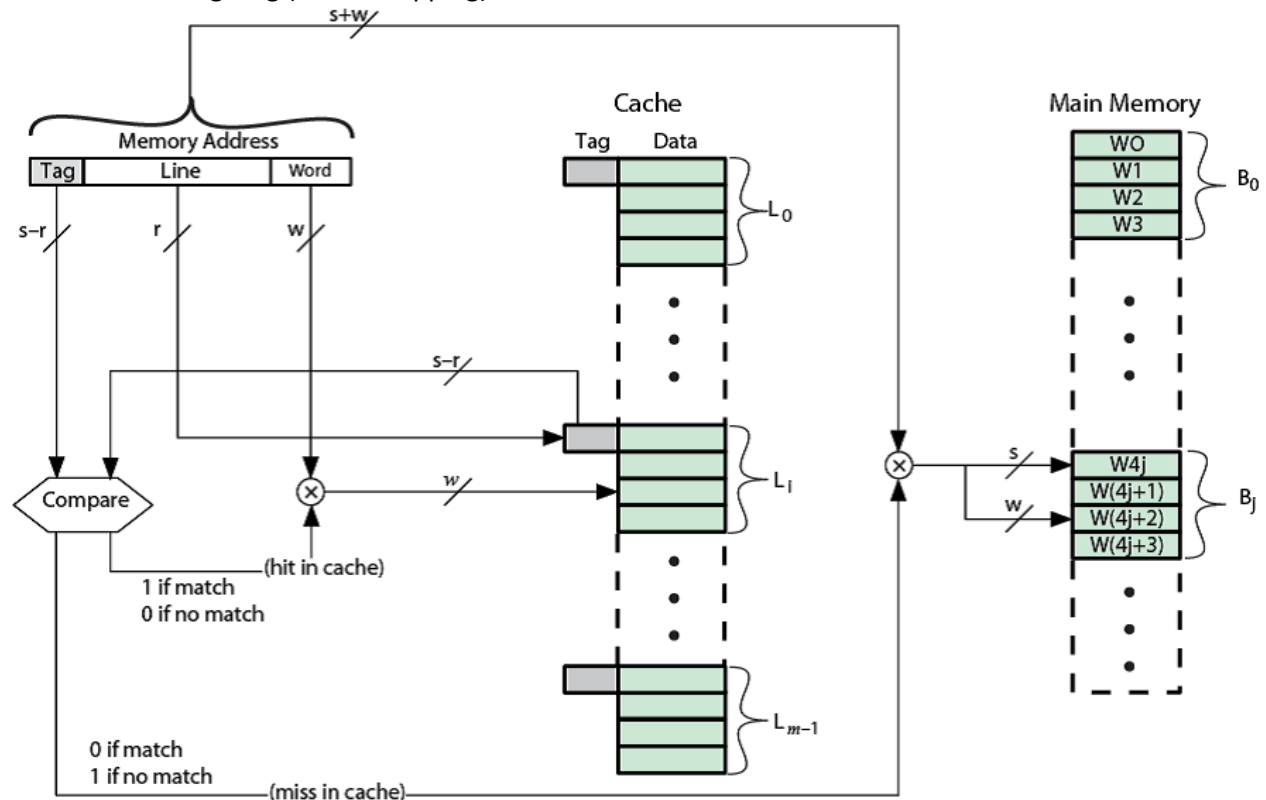 s+w
Cache
Main Memory
Memory Address
Tag Data
Tag Line Word
WO
W1
W2
W3
B0
L0
s–r
r
w
s–r
Compare
w
Li
s
w
W4j
W(4j+1)
W(4j+2)
W(4j+3)
Bj
(hit in cache)
1 if match
0 if no match
Lm–1
0 if match
1 if no match
(miss in cache)